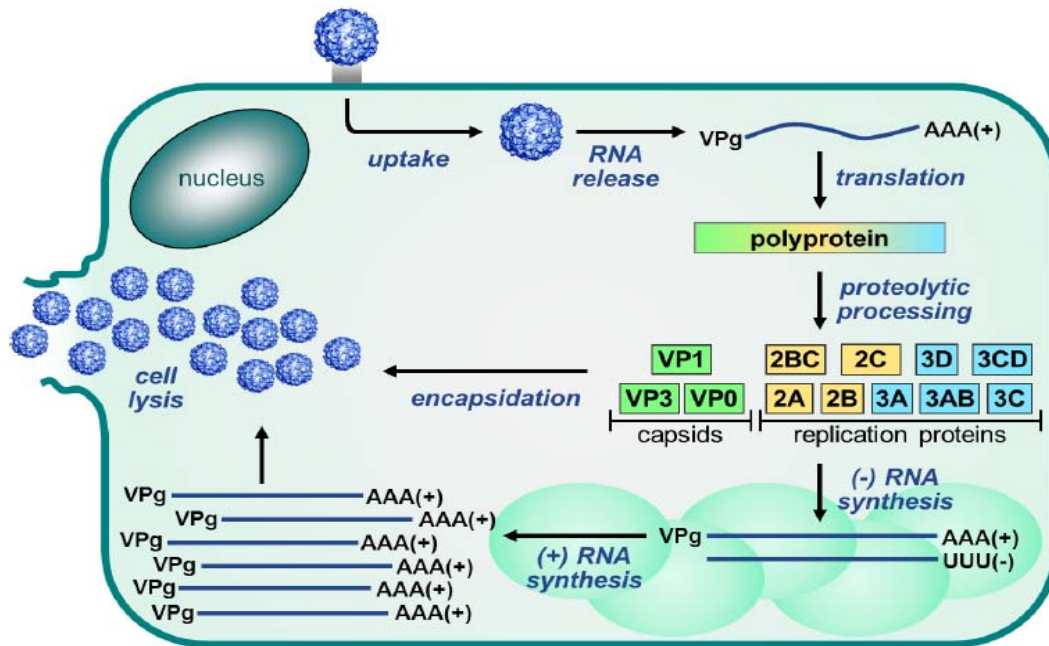 nucleus
uptake
RNA
release
VPg
AAA(+)
translation
polyprotein
proteolytic
processing
VP1
VP3 VP0
capsids
2BC 2C 3D 3CD
2A 2B 3A 3AB 3C
replication proteins
encapsidation
cell
lysis
(-) RNA
synthesis
VPg AAA(+)
UUU(-)
(+) RNA
synthesis
VPg AAA(+)
VPg AAA(+)
VPg AAA(+)
VPg AAA(+)
VPg AAA(+)
VPg AAA(+)